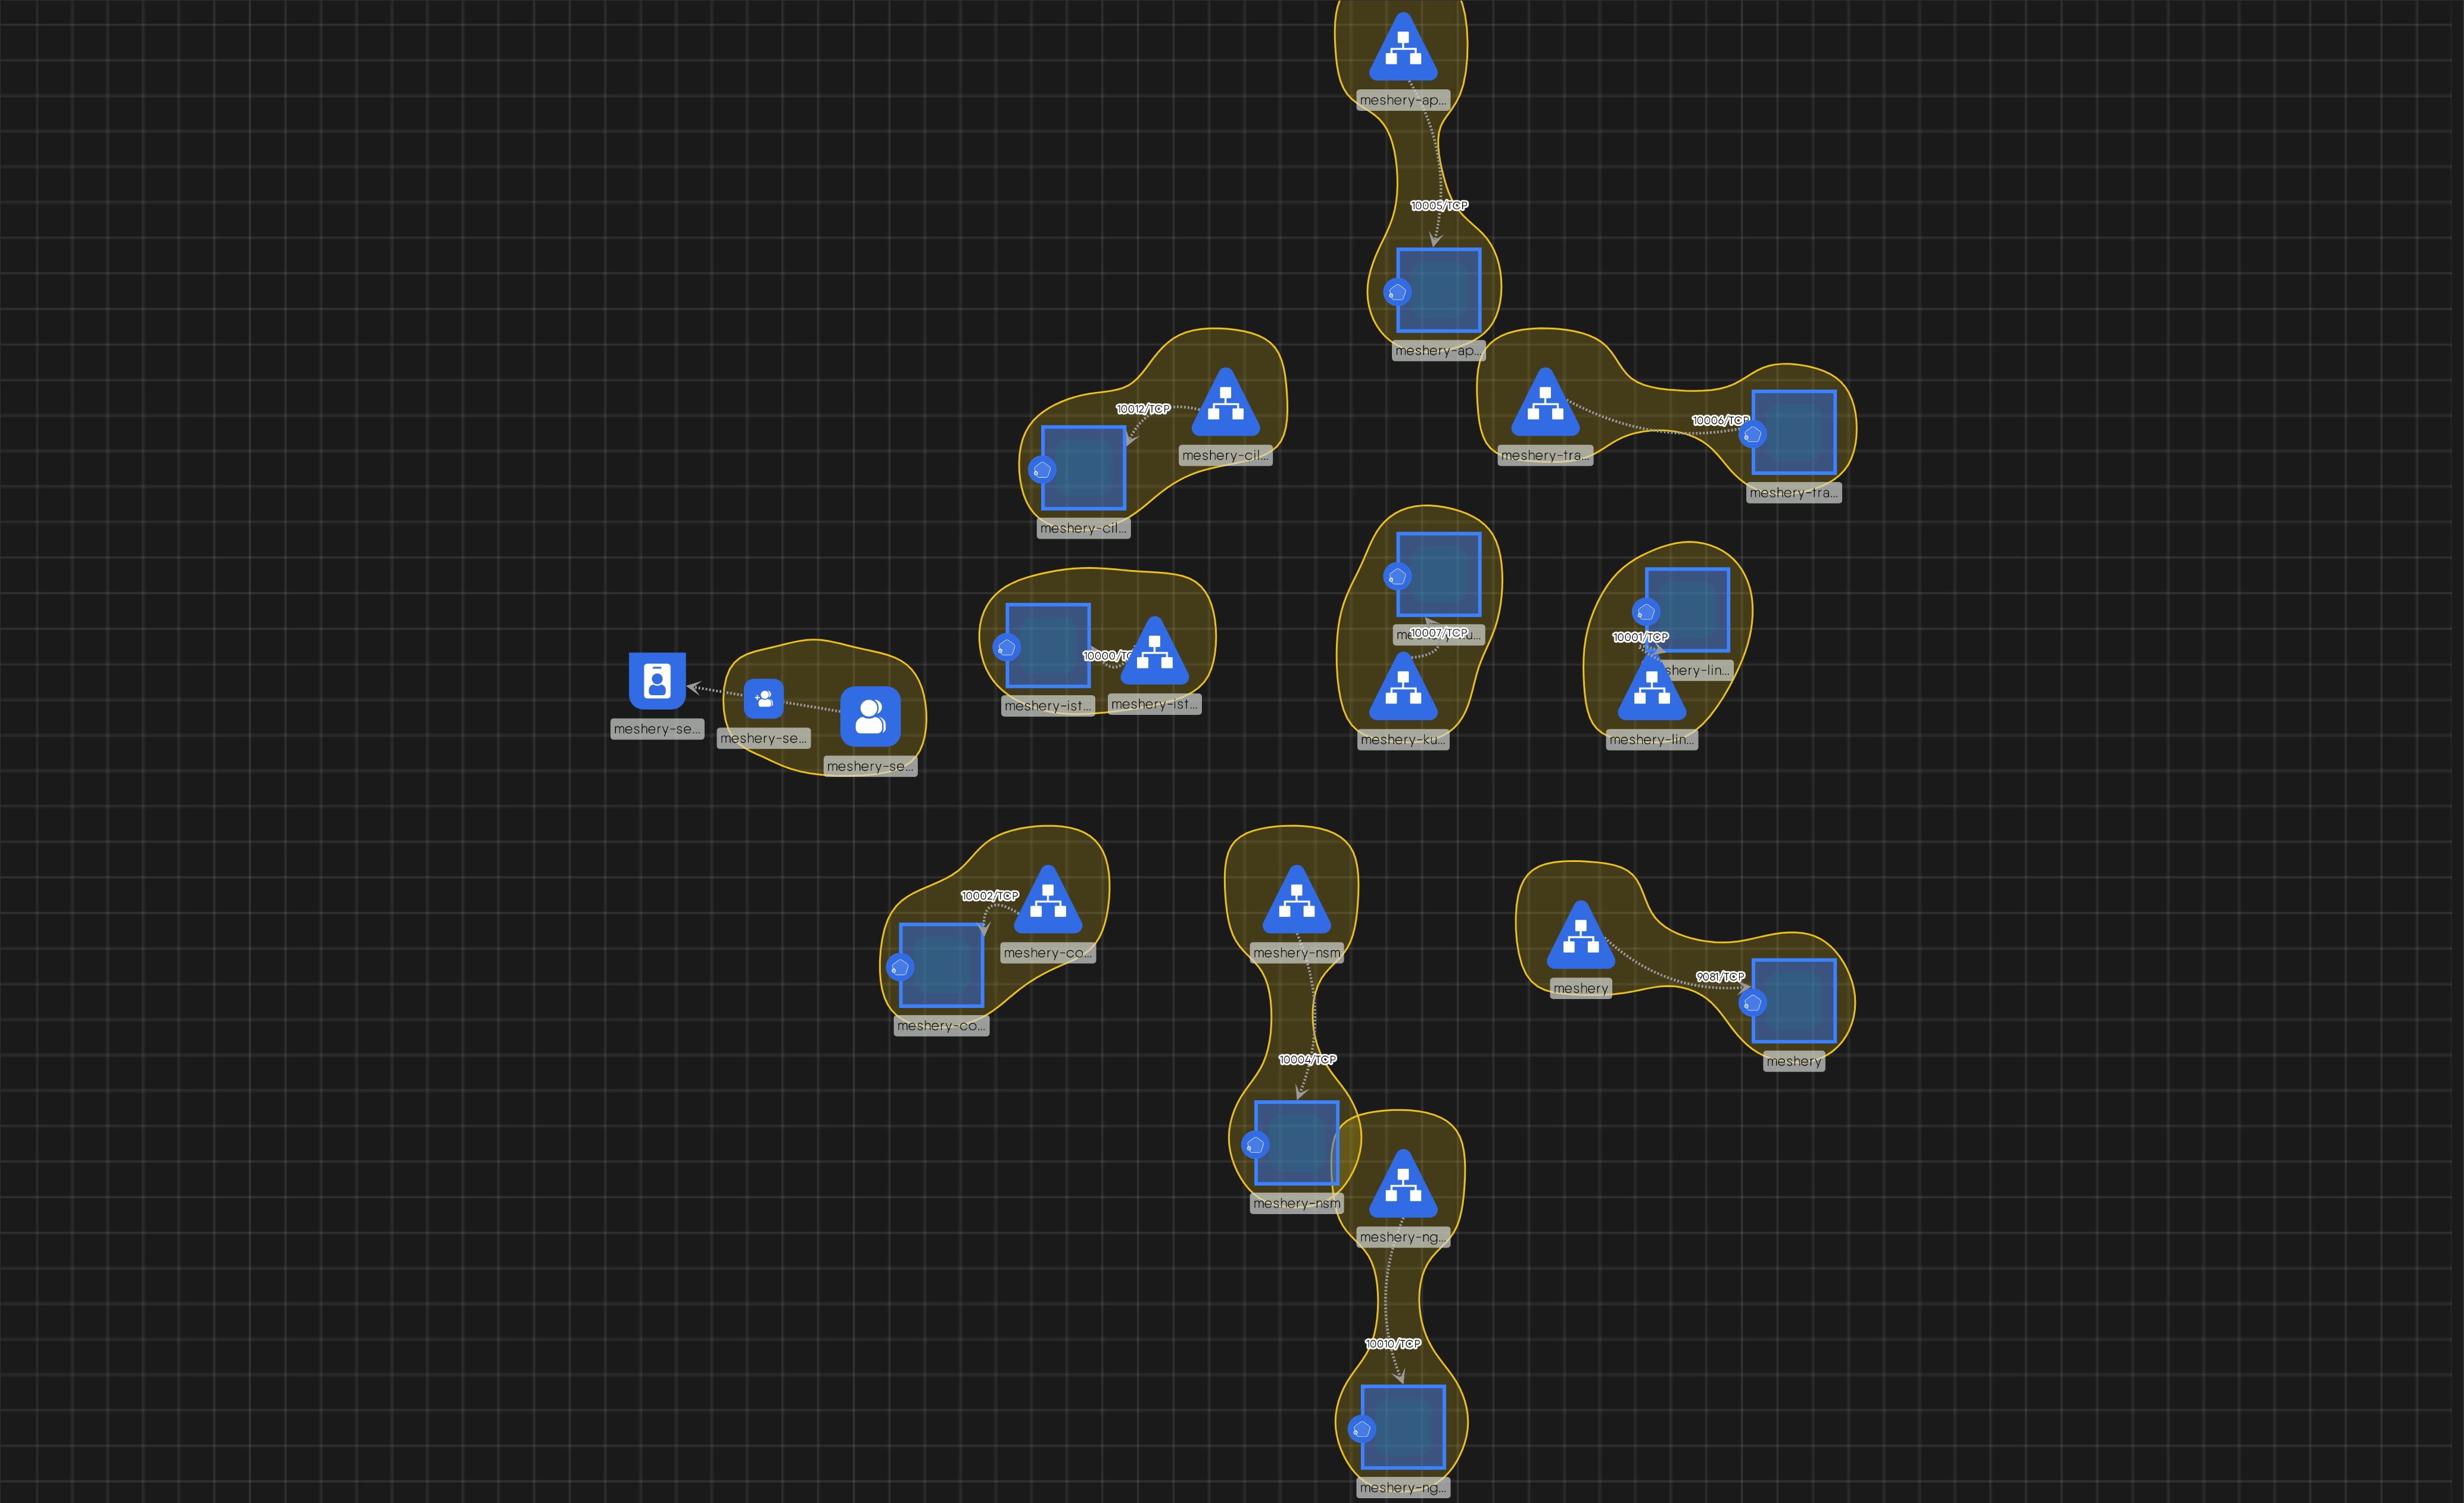 meshery-ap...
10005/TCP
meshery-ap...
10012/TCP
meshery-cil...
meshery-cil...
10006/TCP
meshery-tra...
meshery-tra...
10007/TCP
meshery-ku...
10001/TCP
meshery-lin...
10000/TC
meshery-ist...
meshery-ist...
meshery-se...
meshery-se...
meshery-se...
10002/TCP
meshery-co...
meshery-co...
meshery-nsm
10004/TCP
meshery-nsm
meshery
9081/TCP
meshery
meshery-ng...
10010/TCP
meshery-ng...